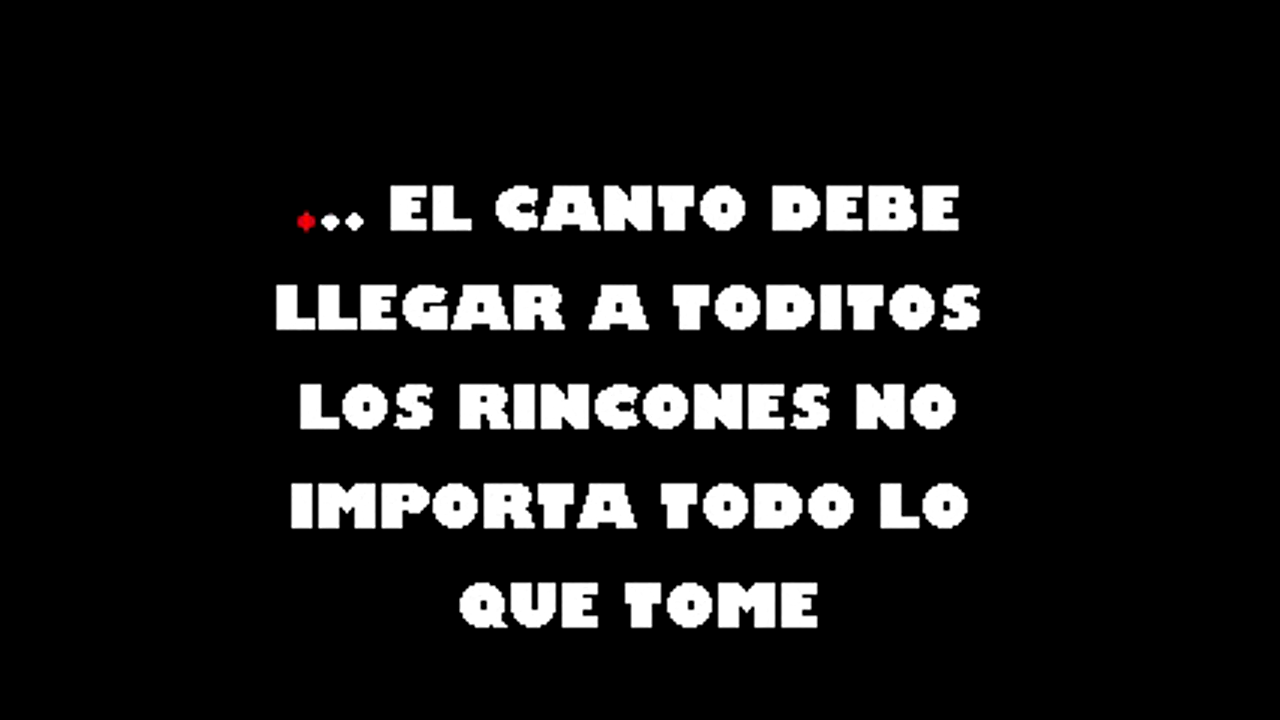 ... EL CANTO DEBE
LLEGAR A TODITOS
LOS RINCONES NO
IMPORTA TODO LO
QUE TOME